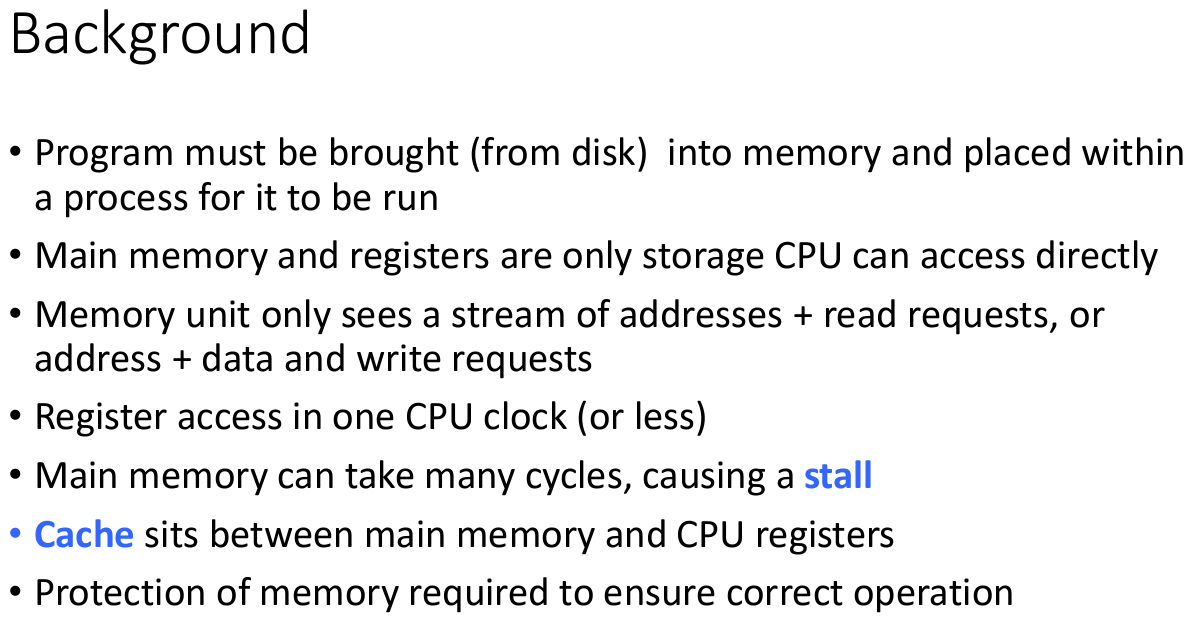 Background
• Program must be brought (from disk)  into memory and placed within
a process for it to be run
• Main memory and registers are only storage CPU can access directly
• Memory unit only sees a stream of addresses + read requests, or
address + data and write requests
• Register access in one CPU clock (or less)
• Main memory can take many cycles, causing a stall
• Cache sits between main memory and CPU registers
• Protection of memory required to ensure correct operation